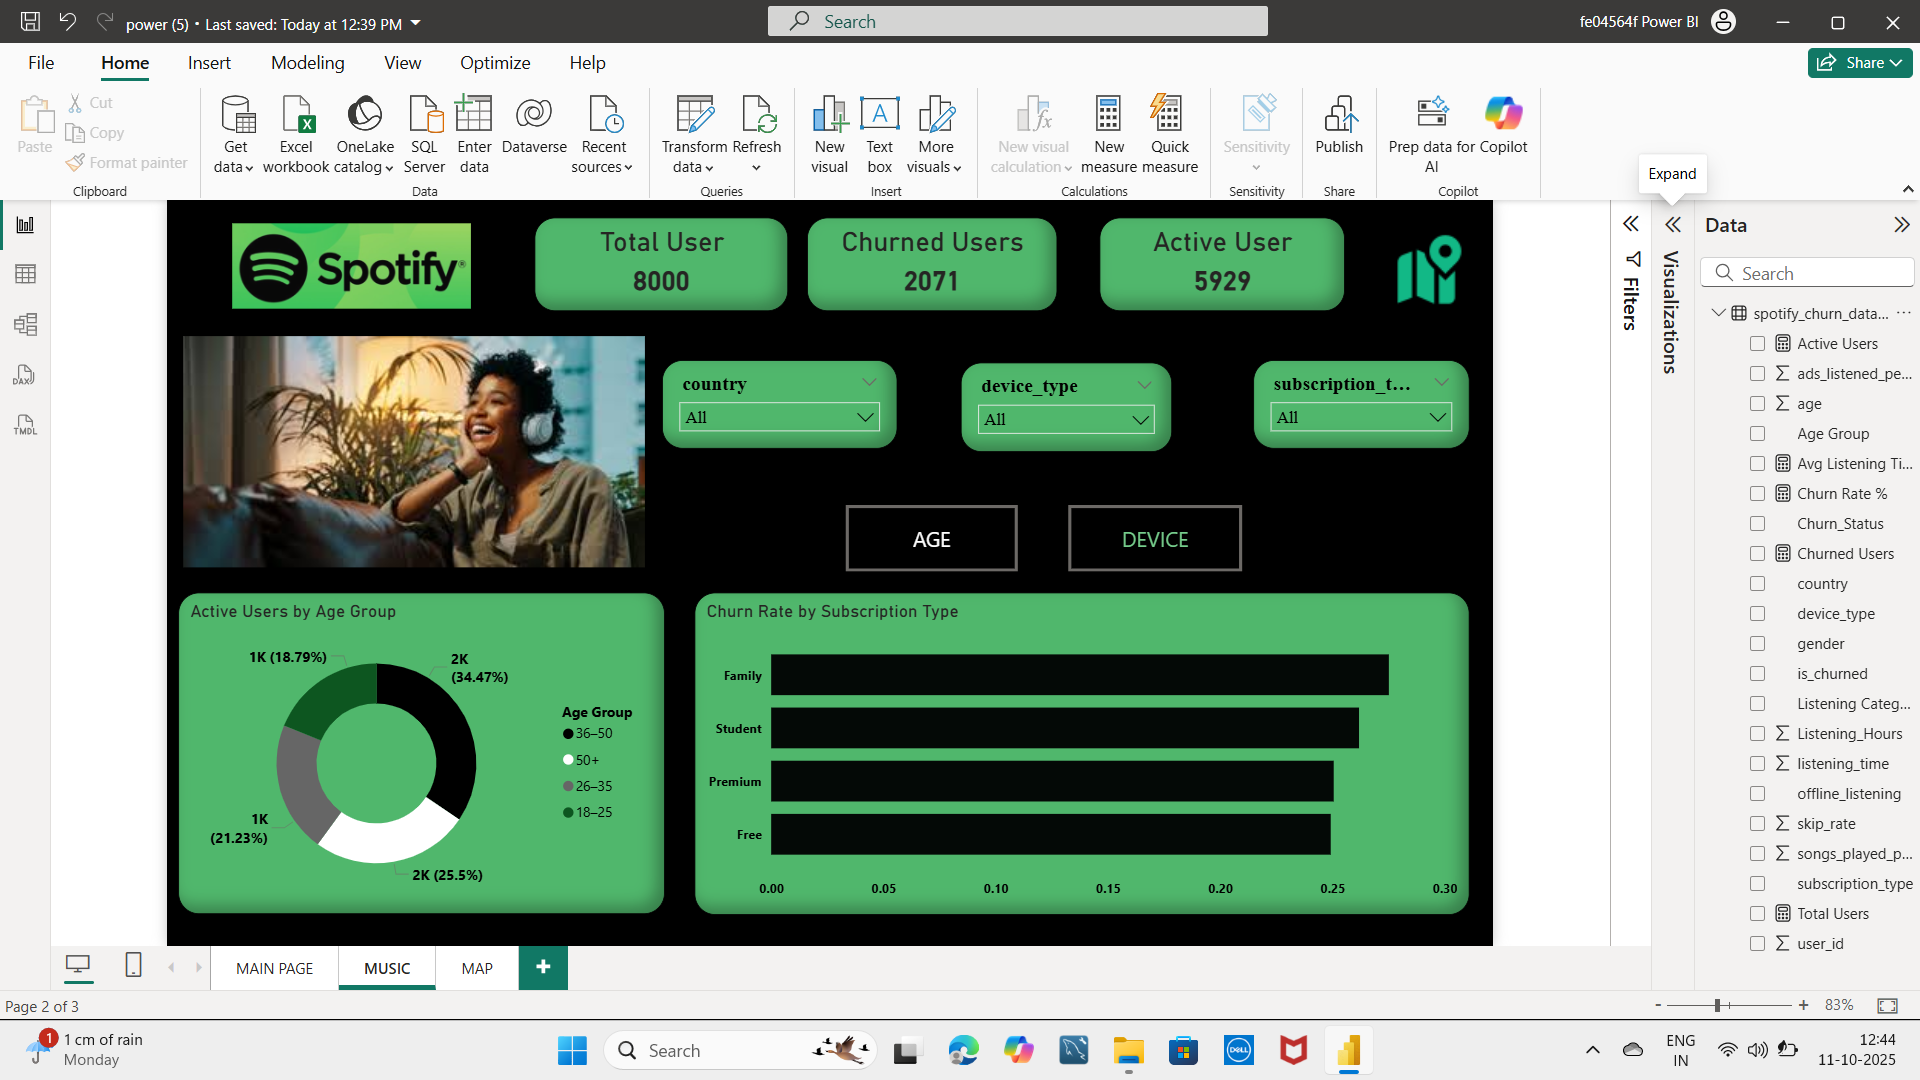 power (5) • Last saved: Today at 12:39 PM
Search
fe04564f Power BI
File Home Insert Modeling View Optimize Help
Share
Paste
Cut
Copy
Format painter
Clipboard
Get data
Excel workbook
OneLake catalog
SQL Server
Enter data
Dataverse
Recent sources
Data
Transform data
Refresh
Queries
New visual
Text box
More visuals
Insert
New visual calculation
New measure
Quick measure
Calculations
Sensitivity
Sensitivity
Publish
Share
Prep data for AI
Copilot
Copilot
Expand
Spotify®
Total User
8000
Churned Users
2071
Active User
5929
country
All
device_type
All
subscription_t...
All
AGE
DEVICE
Active Users by Age Group
1K (18.79%)
2K
(34.47%)
1K
(21.23%)
2K (25.5%)
Age Group
36–50
50+
26–35
18–25
Churn Rate by Subscription Type
Family
Student
Premium
Free
0.00 0.05 0.10 0.15 0.20 0.25 0.30
Filters
Visualizations
Data
Search
spotify_churn_data...
Active Users
ads_listened_pe...
age
Age Group
Avg Listening Ti...
Churn Rate %
Churn_Status
Churned Users
country
device_type
gender
is_churned
Listening Categ...
Listening_Hours
listening_time
offline_listening
skip_rate
songs_played_p...
subscription_type
Total Users
user_id
DAX
TMDL
MAIN PAGE MUSIC MAP
Page 2 of 3
- + 83%
1
1 cm of rain
Monday
Search
DELL
ENG
IN
12:44
11-10-2025